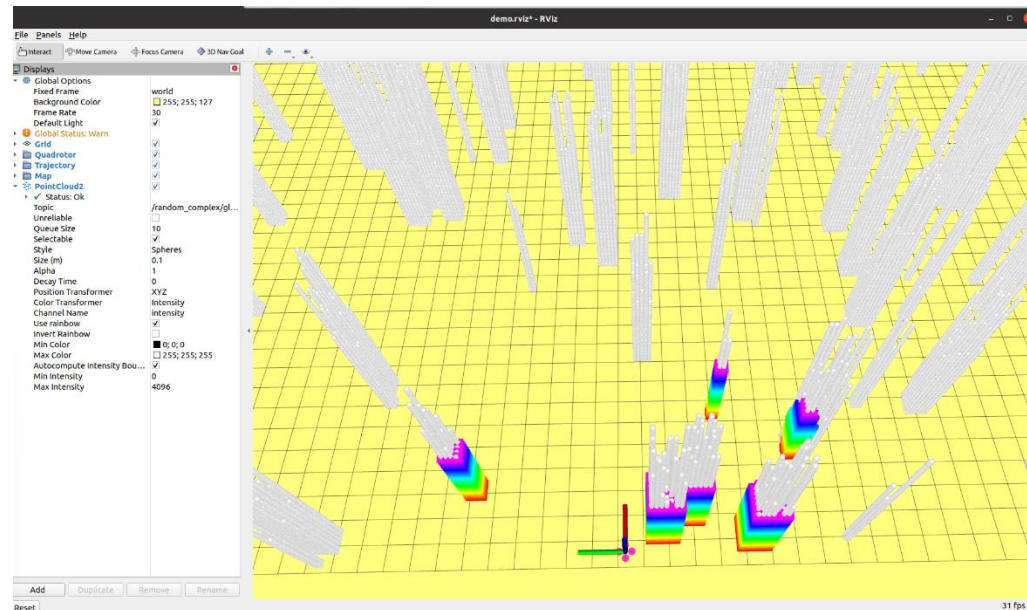 demo.rviz* - RViz
File Panels Help
Interact Move Camera Focus Camera 3D Nav Goal
Displays
Global Options
Fixed Frame world
Background Color 255; 255; 127
Frame Rate 30
Default Light
Global Status: Warn
Grid
Quadrotor
Trajectory
Map
PointCloud2
Status: Ok
Topic /random_complex/gl...
Unreliable
Queue Size 10
Selectable
Style Spheres
Size (m) 0.1
Alpha 1
Decay Time 0
Position Transformer XYZ
Color Transformer Intensity
Channel Name intensity
Use rainbow
Invert Rainbow
Min Color 0; 0; 0
Max Color 255; 255; 255
Autocompute Intensity Bou...
Min Intensity 0
Max Intensity 4096
Add Duplicate Remove Rename
Reset 31 fps